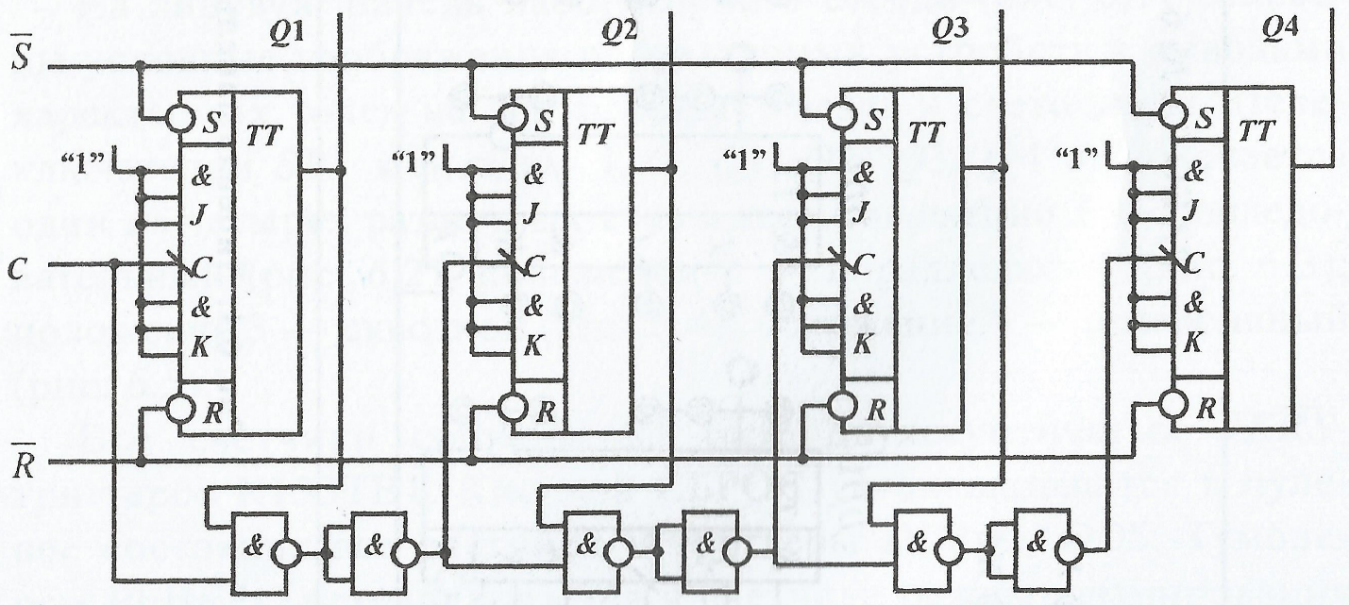 Q1 Q2 Q3 Q4
S̅
S TT S TT S TT S TT
“1” “1” “1” “1”
& & & &
J J J J
C C C C C
& & & &
K K K K
R R R R
R̅
& & & & & &